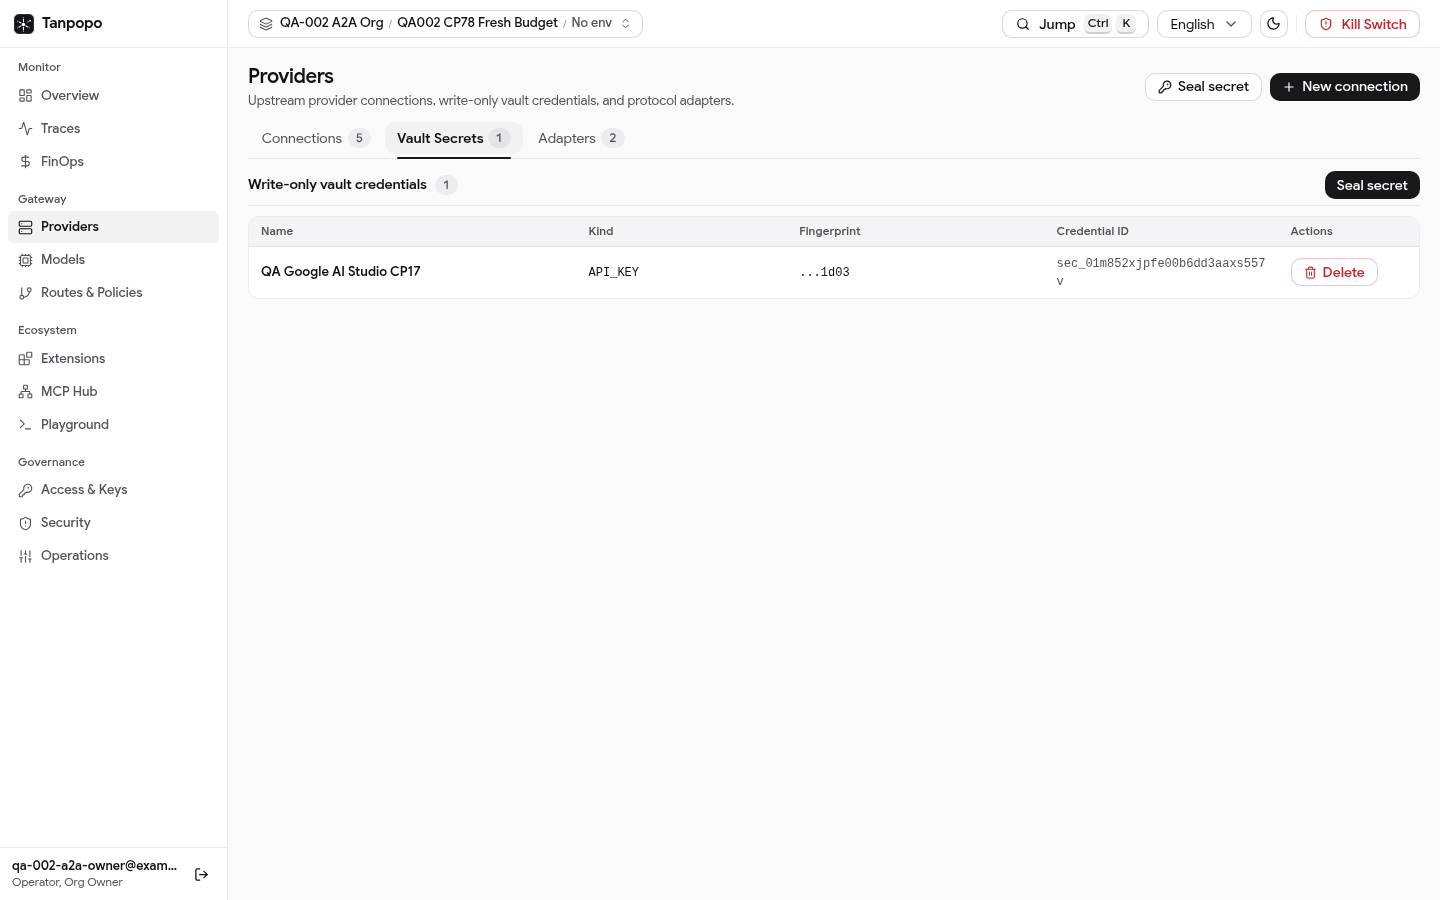 Tanpopo
QA-002 A2A Org / QA002 CP78 Fresh Budget / No env
Jump Ctrl K
English
Kill Switch
Monitor
Overview
Traces
FinOps
Gateway
Providers
Models
Routes & Policies
Ecosystem
Extensions
MCP Hub
Playground
Governance
Access & Keys
Security
Operations
qa-002-a2a-owner@exam...
Operator, Org Owner
Providers
Upstream provider connections, write-only vault credentials, and protocol adapters.
Seal secret
New connection
Connections 5
Vault Secrets 1
Adapters 2
Write-only vault credentials 1
Seal secret
Name Kind Fingerprint Credential ID Actions
QA Google AI Studio CP17 API_KEY ...1d03 sec_01m852xjpfe00b6dd3aaxs557
v
Delete